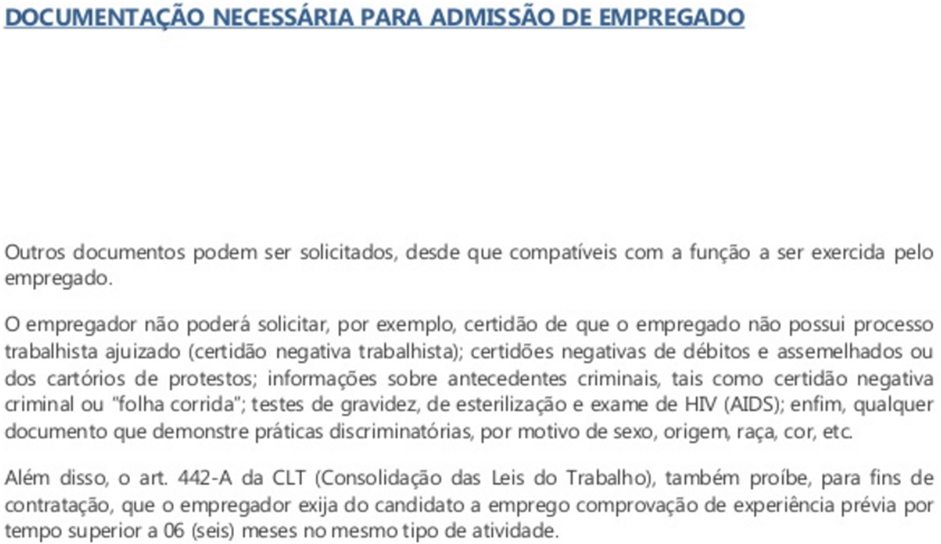 DOCUMENTAÇÃO NECESSÁRIA PARA ADMISSÃO DE EMPREGADO
Outros documentos podem ser solicitados, desde que compatíveis com a função a ser exercida pelo
empregado.
O empregador não poderá solicitar, por exemplo, certidão de que o empregado não possui processo
trabalhista ajuizado (certidão negativa trabalhista); certidões negativas de débitos e assemelhados ou
dos cartórios de protestos; informações sobre antecedentes criminais, tais como certidão negativa
criminal ou "folha corrida"; testes de gravidez, de esterilização e exame de HIV (AIDS); enfim, qualquer
documento que demonstre práticas discriminatórias, por motivo de sexo, origem, raça, cor, etc.
Além disso, o art. 442-A da CLT (Consolidação das Leis do Trabalho), também proíbe, para fins de
contratação, que o empregador exija do candidato a emprego comprovação de experiência prévia por
tempo superior a 06 (seis) meses no mesmo tipo de atividade.